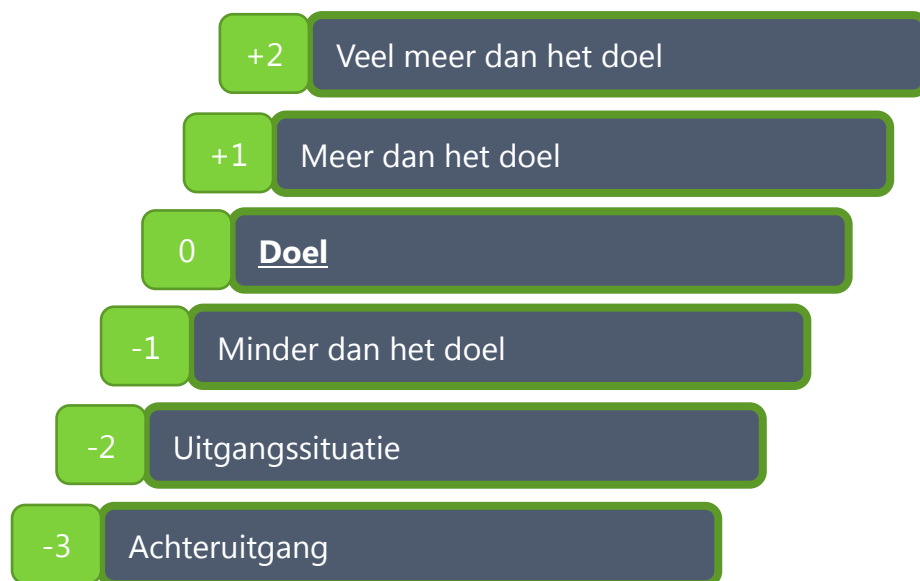 +2 Veel meer dan het doel
+1 Meer dan het doel
0 Doel
-1 Minder dan het doel
-2 Uitgangssituatie
-3 Achteruitgang